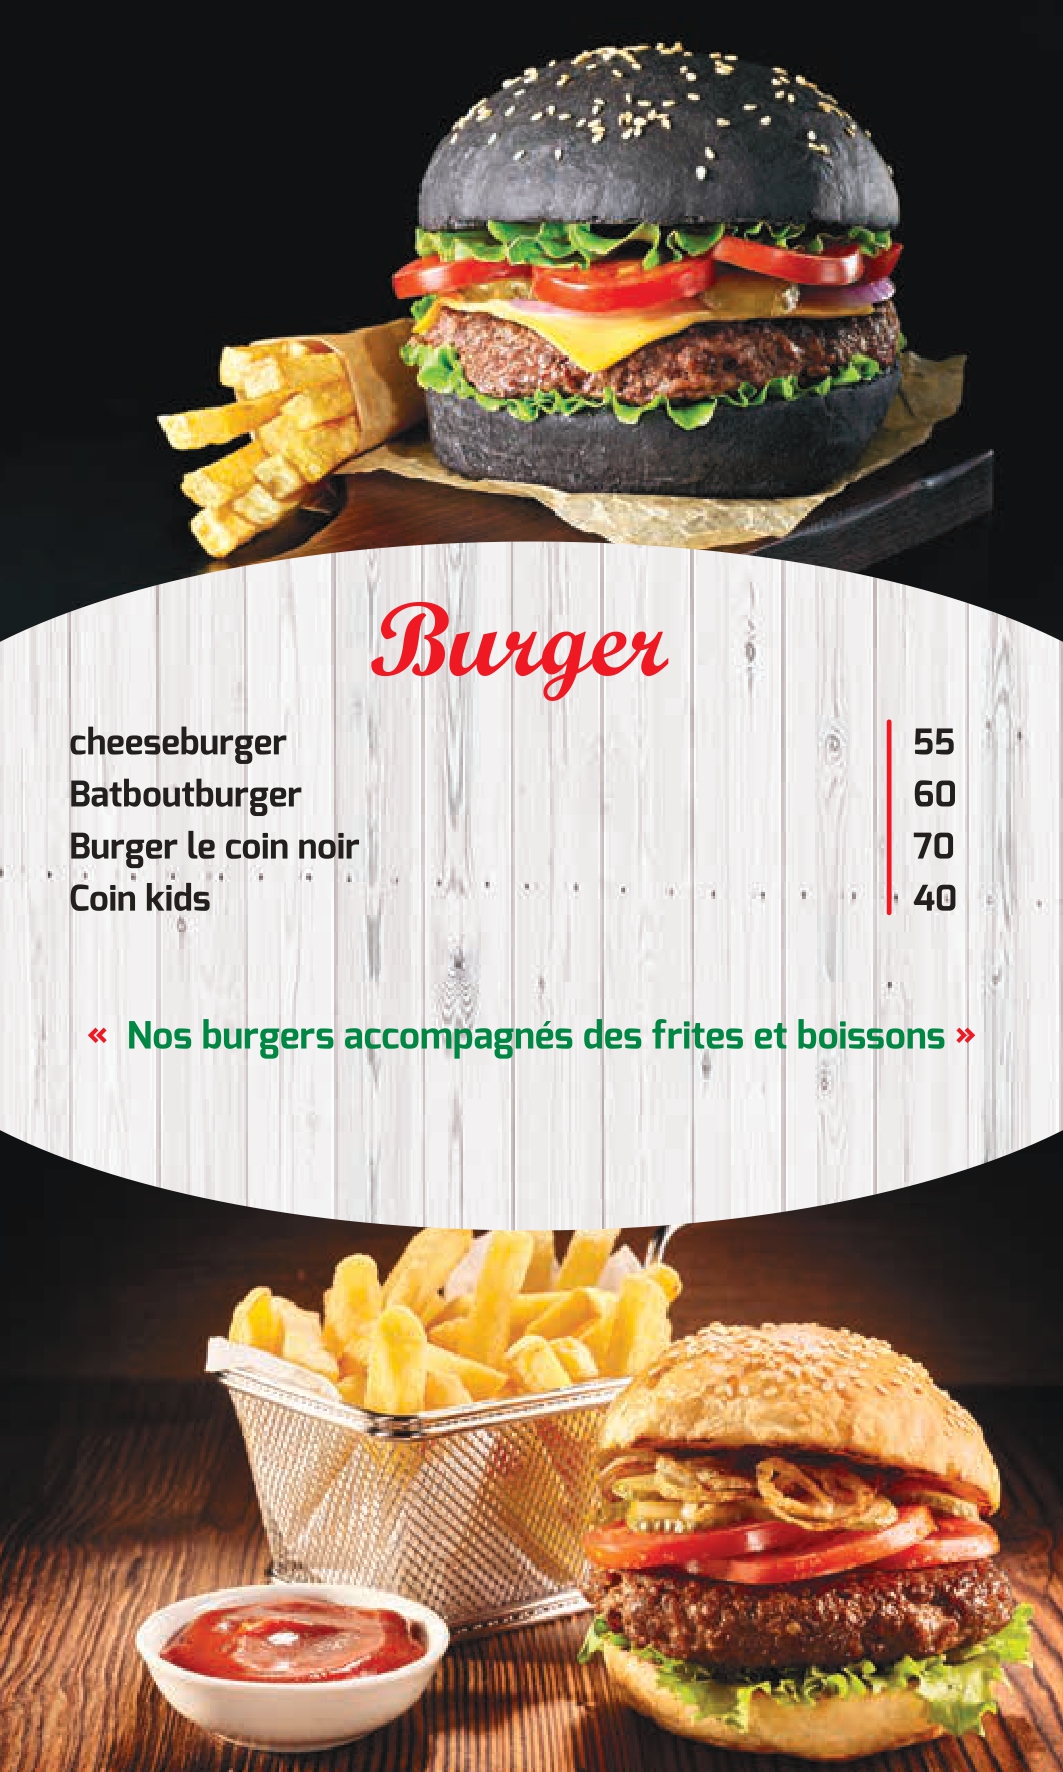 Burger
cheeseburger 55
Batboutburger 60
Burger le coin noir 70
Coin kids 40
« Nos burgers accompagnés des frites et boissons »